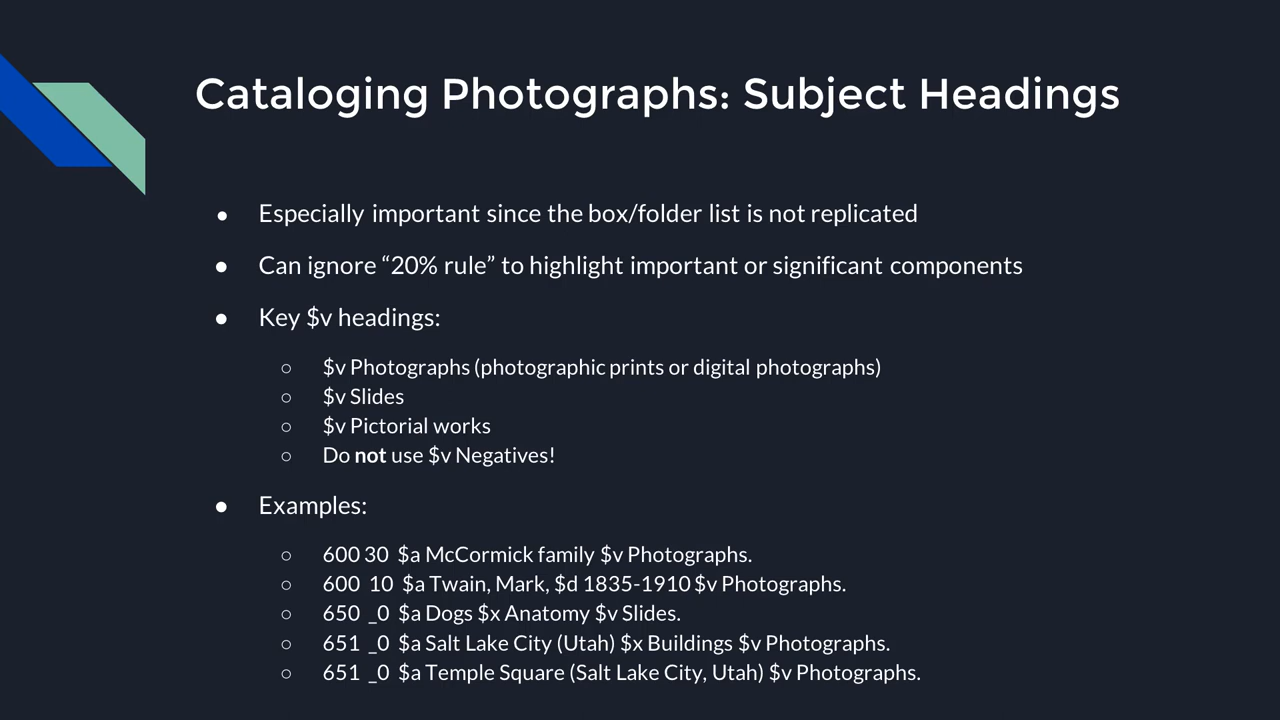 Cataloging Photographs: Subject Headings
● Especially important since the box/folder list is not replicated
● Can ignore “20% rule” to highlight important or significant components
● Key $v headings:
○ $v Photographs (photographic prints or digital photographs)
○ $v Slides
○ $v Pictorial works
○ Do not use $v Negatives!
● Examples:
○ 600 30 $a McCormick family $v Photographs.
○ 600 10 $a Twain, Mark, $d 1835-1910 $v Photographs.
○ 650 _0 $a Dogs $x Anatomy $v Slides.
○ 651 _0 $a Salt Lake City (Utah) $x Buildings $v Photographs.
○ 651 _0 $a Temple Square (Salt Lake City, Utah) $v Photographs.